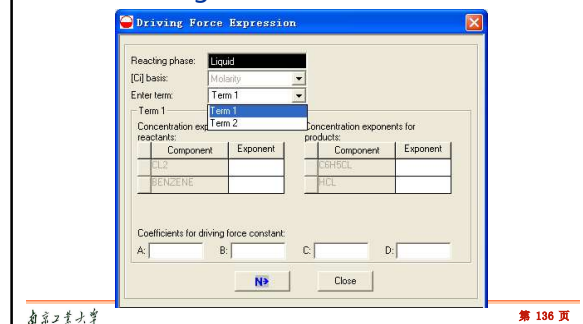 Driving Force Expression
Reacting phase: Liquid
[Ci] basis: Molarity
Enter term: Term 1
Term 1
Term 1
Term 2
Concentration exp
reactants:
Concentration exponents for
products:
Component Exponent
CL2
BENZENE
Component Exponent
C6H5CL
HCL
Coefficients for driving force constant:
A: B: C: D:
N> Close
南京工业大学
第 136 页